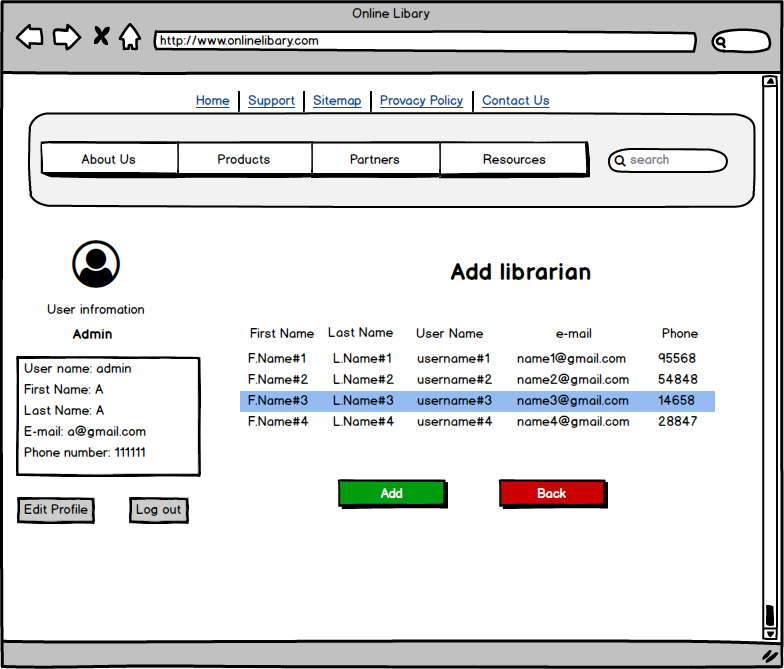 Online Libary
http://www.onlinelibary.com
Home Support Sitemap Provacy Policy Contact Us
About Us Products Partners Resources search
Add librarian
User infromation
Admin
User name: admin
First Name: A
Last Name: A
E-mail: a@gmail.com
Phone number: 111111
Edit Profile Log out
First Name Last Name User Name e-mail Phone
F.Name#1 L.Name#1 username#1 name1@gmail.com 95568
F.Name#2 L.Name#2 username#2 name2@gmail.com 54848
F.Name#3 L.Name#3 username#3 name3@gmail.com 14658
F.Name#4 L.Name#4 username#4 name4@gmail.com 28847
Add Back